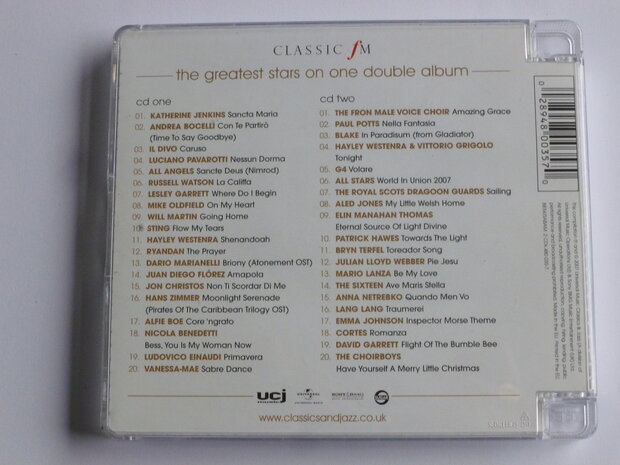 CLASSIC fM
the greatest stars on one double album
cd one
01. KATHERINE JENKINS Sancta Maria
02. ANDREA BOCELLI Con Te Partirò
(Time To Say Goodbye)
03. IL DIVO Caruso
04. LUCIANO PAVAROTTI Nessun Dorma
05. ALL ANGELS Sancte Deus (Nimrod)
06. RUSSELL WATSON La Califfa
07. LESLEY GARRETT Where Do I Begin
08. MIKE OLDFIELD On My Heart
09. WILL MARTIN Going Home
10. STING Flow My Tears
11. HAYLEY WESTENRA Shenandoah
12. RYANDAN The Prayer
13. DARIO MARIANELLI Briony (Atonement OST)
14. JUAN DIEGO FLÓREZ Amapola
15. JON CHRISTOS Non Ti Scordar Di Me
16. HANS ZIMMER Moonlight Serenade
(Pirates Of The Caribbean Trilogy OST)
17. ALFIE BOE Core 'ngrato
18. NICOLA BENEDETTI
Bess, You Is My Woman Now
19. LUDOVICO EINAUDI Primavera
20. VANESSA-MAE Sabre Dance
cd two
01. THE FRON MALE VOICE CHOIR Amazing Grace
02. PAUL POTTS Nella Fantasia
03. BLAKE In Paradisum (from Gladiator)
04. HAYLEY WESTENRA & VITTORIO GRIGOLO
Tonight
05. G4 Volare
06. ALL STARS World In Union 2007
07. THE ROYAL SCOTS DRAGOON GUARDS Sailing
08. ALED JONES My Little Welsh Home
09. ELIN MANAHAN THOMAS
Eternal Source Of Light Divine
10. PATRICK HAWES Towards The Light
11. BRYN TERFEL Toreador Song
12. JULIAN LLOYD WEBBER Pie Jesu
13. MARIO LANZA Be My Love
14. THE SIXTEEN Ave Maris Stella
15. ANNA NETREBKO Quando Men Vo
16. LANG LANG Traumerei
17. EMMA JOHNSON Inspector Morse Theme
18. CORTES Romanza
19. DAVID GARRETT Flight Of The Bumble Bee
20. THE CHOIRBOYS
Have Yourself A Merry Little Christmas
ucj
UNIVERSAL
SONY BMG
www.classicsandjazz.co.uk
0 28948 00357 0